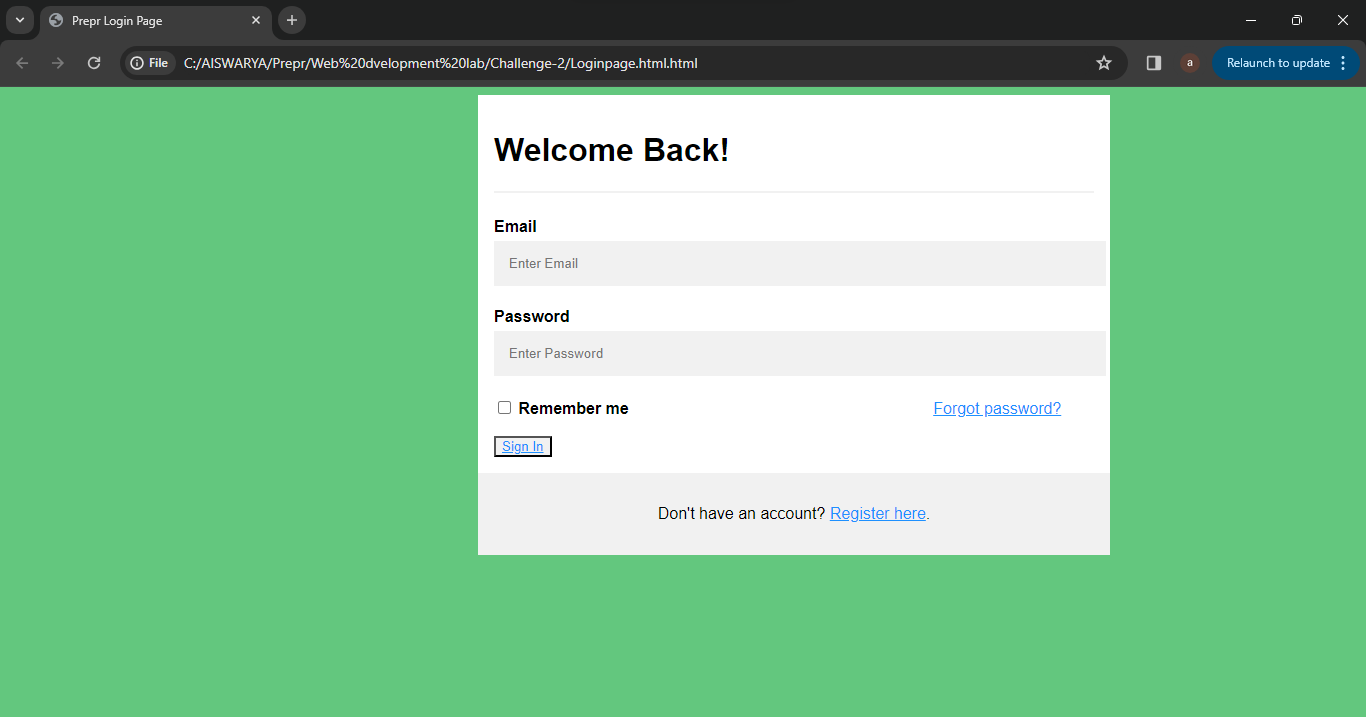 Prepr Login Page
File C:/AISWARYA/Prepr/Web%20dvelopment%20lab/Challenge-2/Loginpage.html.html a Relaunch to update
Welcome Back!
Email
Enter Email
Password
Enter Password
Remember me Forgot password?
Sign In
Don't have an account? Register here.